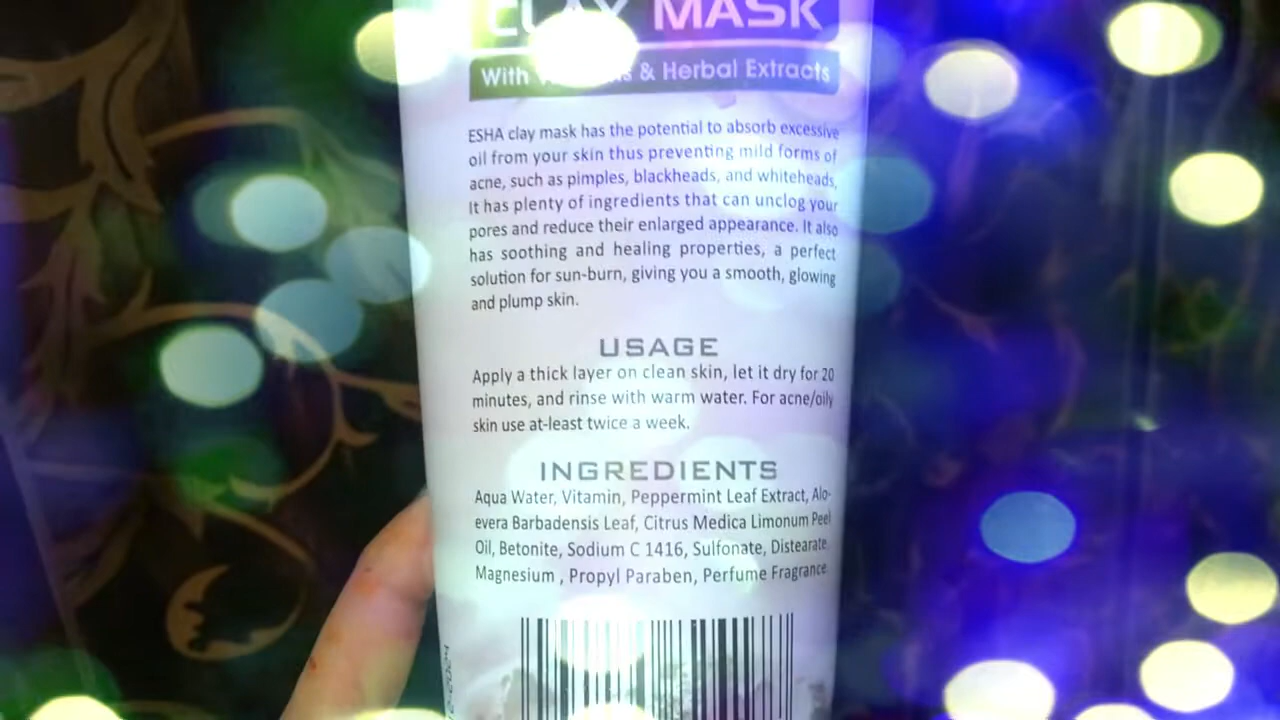 CLAY MASK
With & Herbal Extracts
ESHA clay mask has the potential to absorb excessive
oil from your skin thus preventing mild forms of
acne, such as pimples, blackheads, and whiteheads,
It has plenty of ingredients that can unclog your
pores and reduce their enlarged appearance. It also
has soothing and healing properties, a perfect
solution for sun-burn, giving you a smooth, glowing
and plump skin.
USAGE
Apply a thick layer on clean skin, let it dry for 20
minutes, and rinse with warm water. For acne/oily
skin use at-least twice a week.
INGREDIENTS
Aqua Water, Vitamin, Peppermint Leaf Extract, Alo-
evera Barbadensis Leaf, Citrus Medica Limonum Peel
Oil, Betonite, Sodium C 1416, Sulfonate, Distearate
Magnesium , Propyl Paraben, Perfume Fragrance